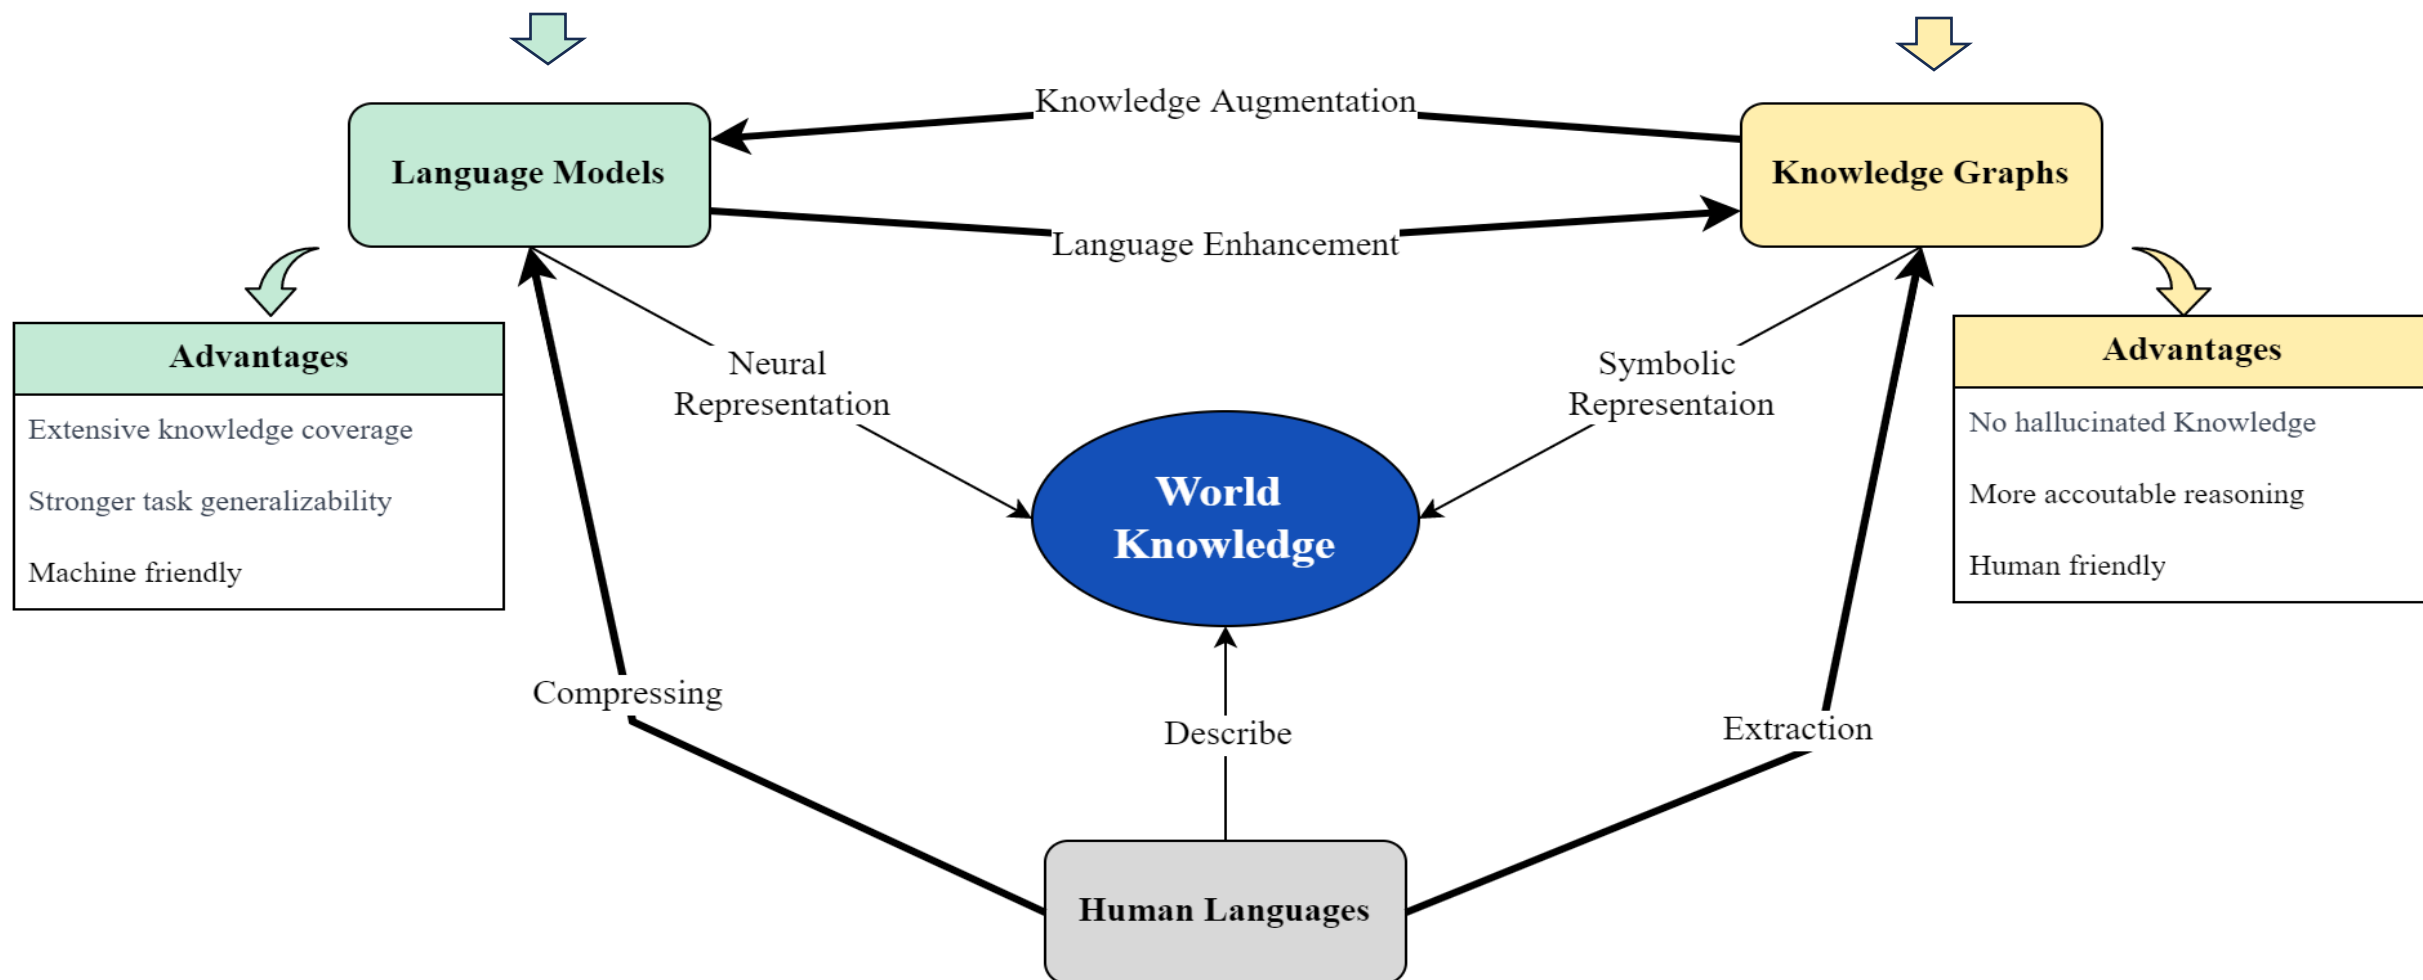 Knowledge Augmentation
Language Models
Knowledge Graphs
Language Enhancement
Advantages
Extensive knowledge coverage
Stronger task generalizability
Machine friendly
Neural
Representation
Symbolic
Representaion
Advantages
No hallucinated Knowledge
More accoutable reasoning
Human friendly
World
Knowledge
Compressing
Describe
Extraction
Human Languages